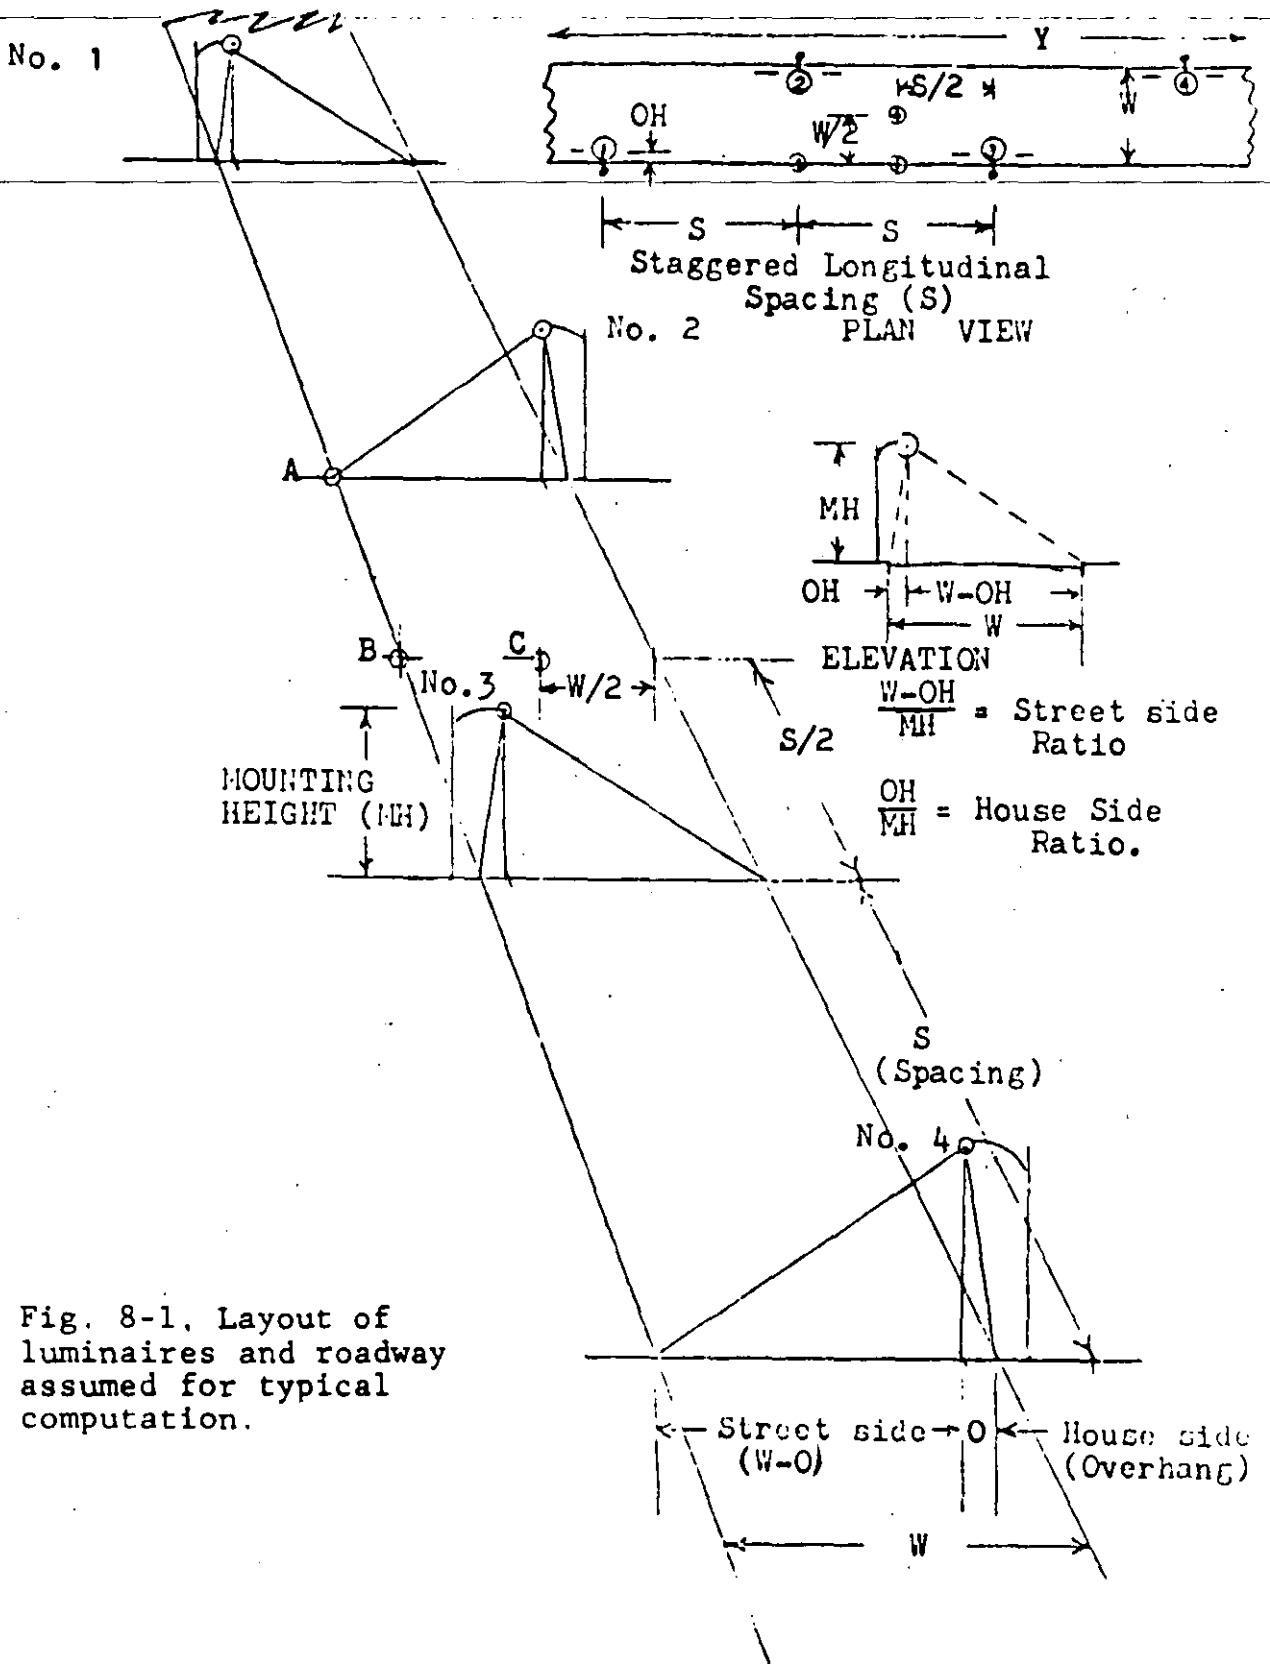 No. 1
Y
2
S/2
4
W
OH
W/2
S
S
Staggered Longitudinal
Spacing (S)
PLAN VIEW
No. 2
A
MH
OH
W-OH
W
B
C
ELEVATION
No.3
W/2
W-OH
MH
= Street side
Ratio
S/2
MOUNTING
HEIGHT (MH)
OH
MH
= House Side
Ratio.
S
(Spacing)
No. 4
Fig. 8-1. Layout of
luminaires and roadway
assumed for typical
computation.
Street side
O
House side
(W-O)
(Overhang)
W